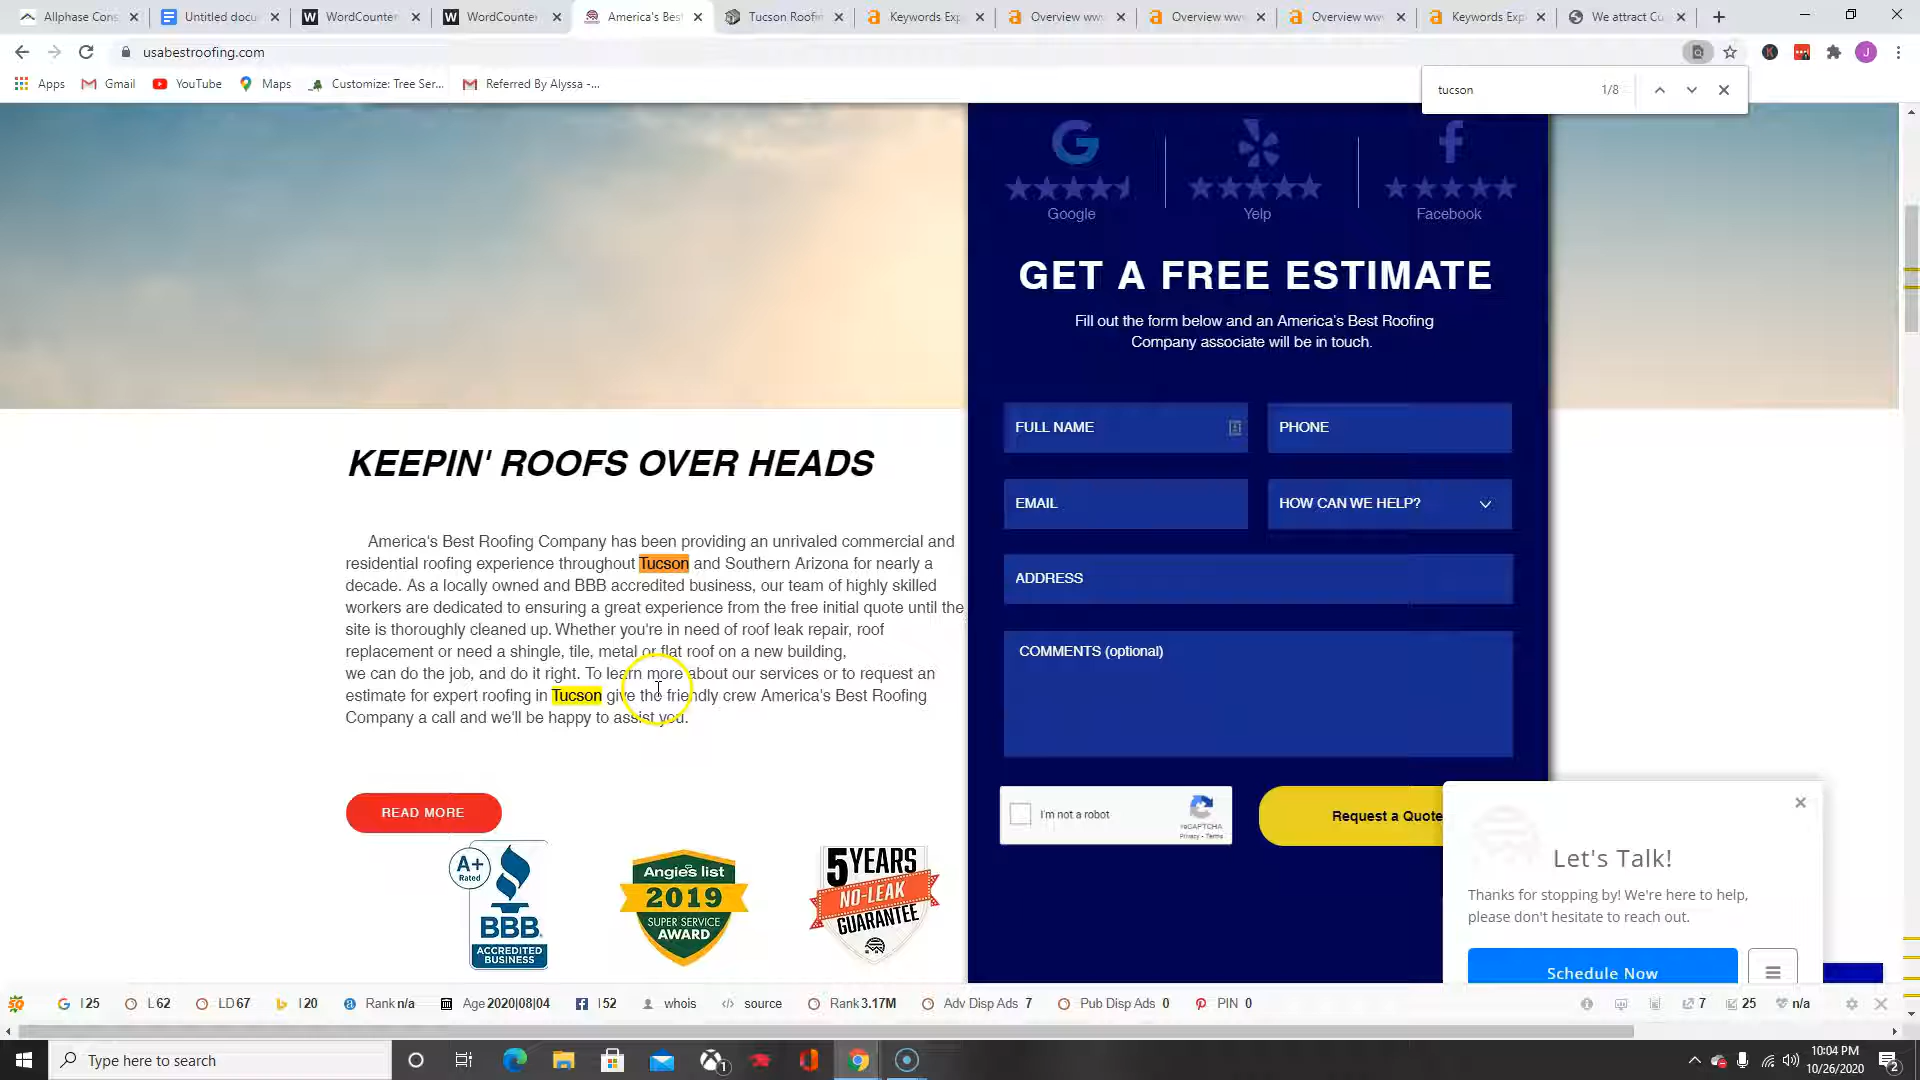 Allphase Cons
Untitled docu
WordCounter
WordCounter
America's Best
Tucson Roofin
Keywords Exp
Overview ww
Overview ww
Overview ww
Keywords Exp
We attract Cu
usabestroofing.com
Apps
Gmail
YouTube
Maps
Customize: Tree Ser...
Referred By Alyssa -...
tucson 1/8
Google
Yelp
Facebook
GET A FREE ESTIMATE
Fill out the form below and an America's Best Roofing
Company associate will be in touch.
FULL NAME
PHONE
EMAIL
HOW CAN WE HELP?
ADDRESS
COMMENTS (optional)
I'm not a robot
reCAPTCHA
Privacy - Terms
Request a Quote
KEEPIN' ROOFS OVER HEADS
America's Best Roofing Company has been providing an unrivaled commercial and
residential roofing experience throughout Tucson and Southern Arizona for nearly a
decade. As a locally owned and BBB accredited business, our team of highly skilled
workers are dedicated to ensuring a great experience from the free initial quote until the
site is thoroughly cleaned up. Whether you're in need of roof leak repair, roof
replacement or need a shingle, tile, metal or flat roof on a new building,
we can do the job, and do it right. To learn more about our services or to request an
estimate for expert roofing in Tucson give the friendly crew America's Best Roofing
Company a call and we'll be happy to assist you.
READ MORE
A+
Rated
BBB
ACCREDITED
BUSINESS
Angie's list
2019
SUPER SERVICE
AWARD
5 YEARS
NO-LEAK
GUARANTEE
Let's Talk!
Thanks for stopping by! We're here to help,
please don't hesitate to reach out.
Schedule Now
I 25 L 62 LD 67 I 20 Rank n/a Age 2020|08|04 I 52 whois source Rank 3.17M Adv Disp Ads 7 Pub Disp Ads 0 PIN 0 7 25 n/a
Type here to search
10:04 PM
10/26/2020